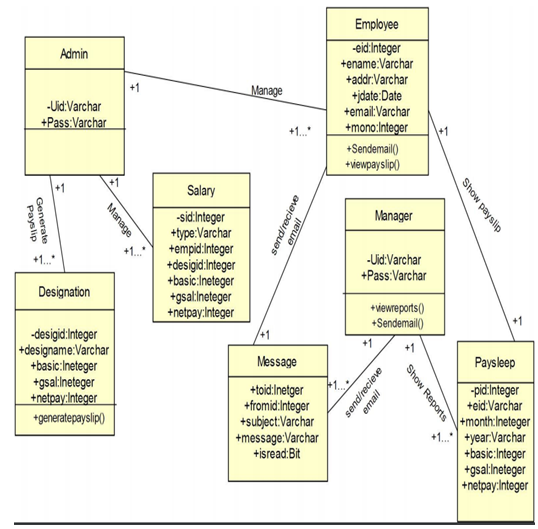 Employee
-eid:Integer
+ename:Varchar
+addr:Varchar
+jdate:Date
+email:Varchar
+mono:Integer
+Sendemail()
+viewpayslip()
Admin
-Uid:Varchar
+Pass:Varchar
+1
Manage
+1...*
+1
Generate
Payslip
+1...*
+1
Manage
+1...*
Salary
-sid:Integer
+type:Varchar
+empid:Integer
+desigid:Integer
+basic:Integer
+gsal:Ineteger
+netpay:Integer
send/recieve
email
+1
+1
Show payslip
+1
Manager
-Uid:Varchar
+Pass:Varchar
+viewreports()
+Sendemail()
Designation
-desigid:Integer
+designame:Varchar
+basic:Ineteger
+gsal:Ineteger
+netpay:Integer
+generatepayslip()
Message
+toid:Inetger
+fromid:Integer
+subject:Varchar
+message:Varchar
+isread:Bit
+1
+1...*
send/recieve
email
+1
Show Reports
+1...*
Paysleep
-pid:Integer
+eid:Varchar
+month:Ineteger
+year:Varchar
+basic:Integer
+gsal:Ineteger
+netpay:Integer